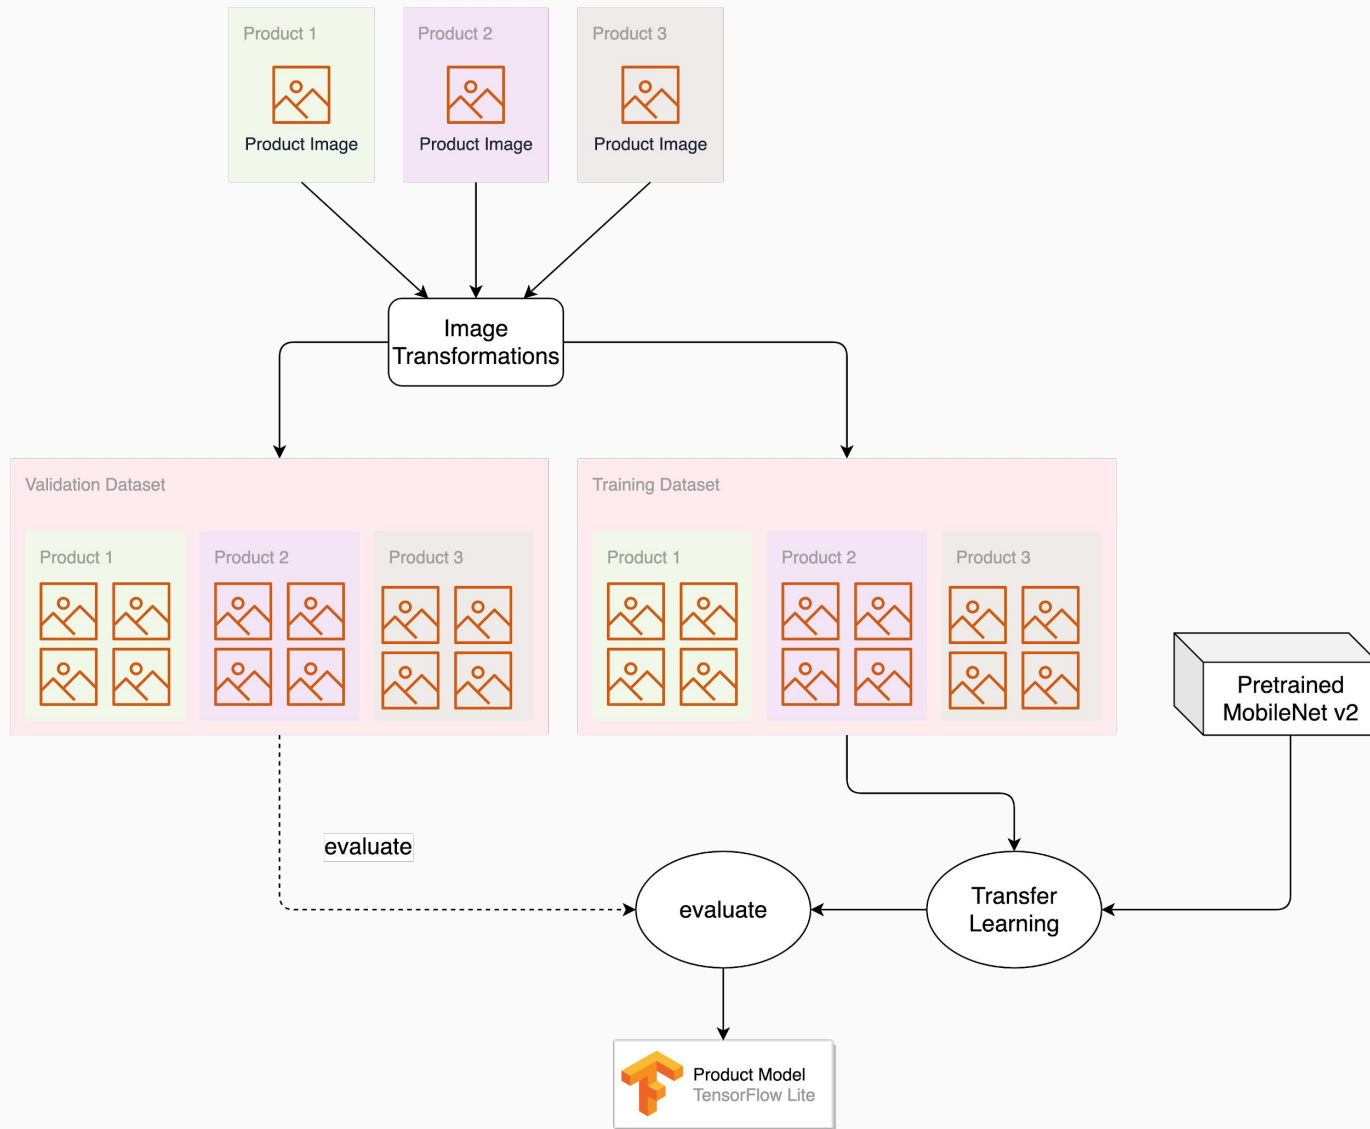 Product 1
Product 2
Product 3
Product Image
Product Image
Product Image
Image
Transformations
Validation Dataset
Product 1
Product 2
Product 3
Training Dataset
Product 1
Product 2
Product 3
Pretrained
MobileNet v2
evaluate
evaluate
Transfer
Learning
Product Model
TensorFlow Lite